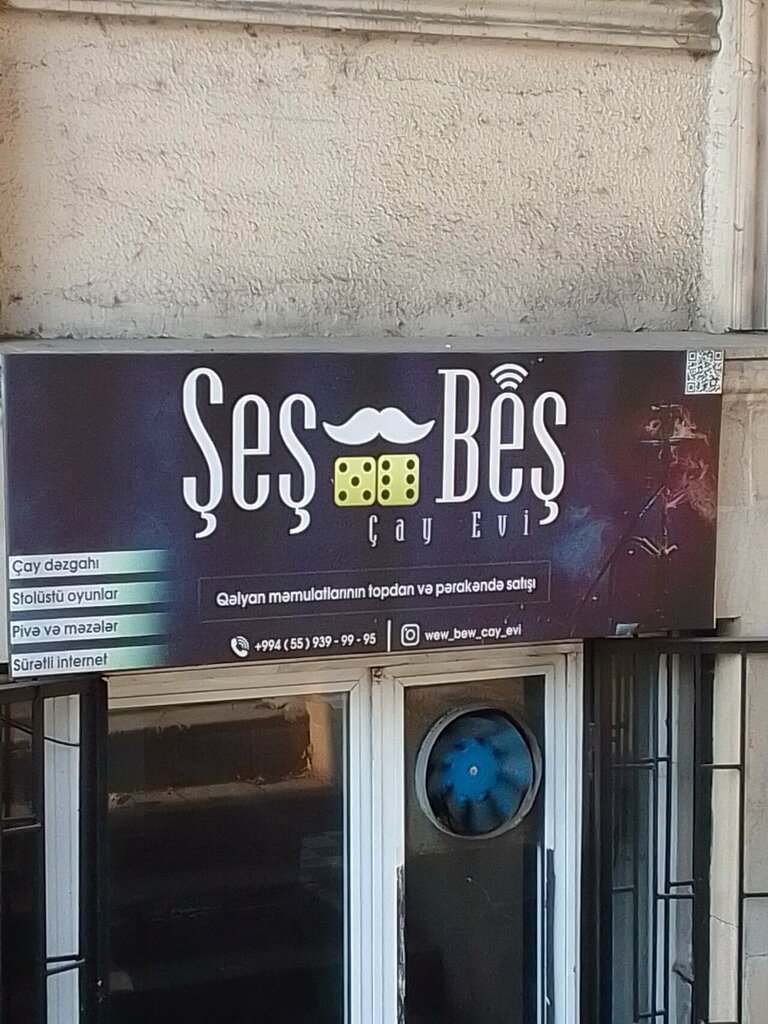 Şeş Beş
Çay Evi
Çay dəzgahı
Stolüstü oyunlar
Pivə və məzələr
Sürətli internet
Qəlyan məmulatlarının topdan və pərakəndə satışı
+994 (55) 939 - 99 - 95 | wew_bew_cay_evi